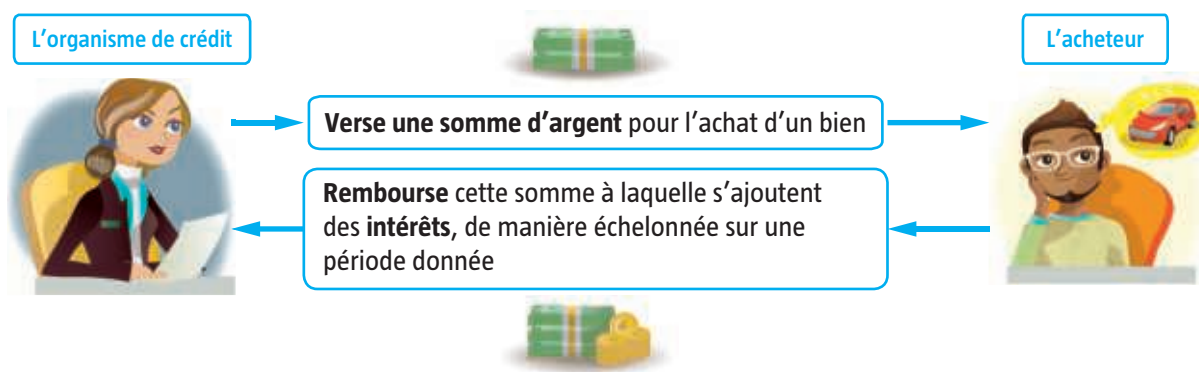 L'organisme de crédit
L'acheteur
Verse une somme d'argent pour l'achat d'un bien
Rembourse cette somme à laquelle s'ajoutent
des intérêts, de manière échelonnée sur une
période donnée